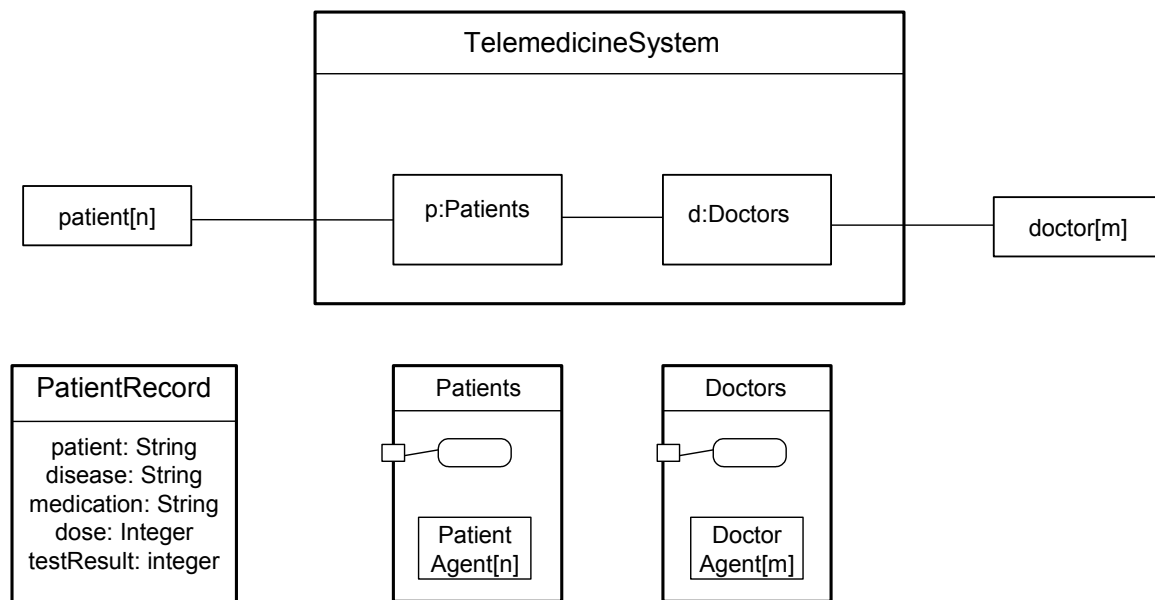 TelemedicineSystem
patient[n]
p:Patients
d:Doctors
doctor[m]
PatientRecord
patient: String
disease: String
medication: String
dose: Integer
testResult: integer
Patients
Patient
Agent[n]
Doctors
Doctor
Agent[m]